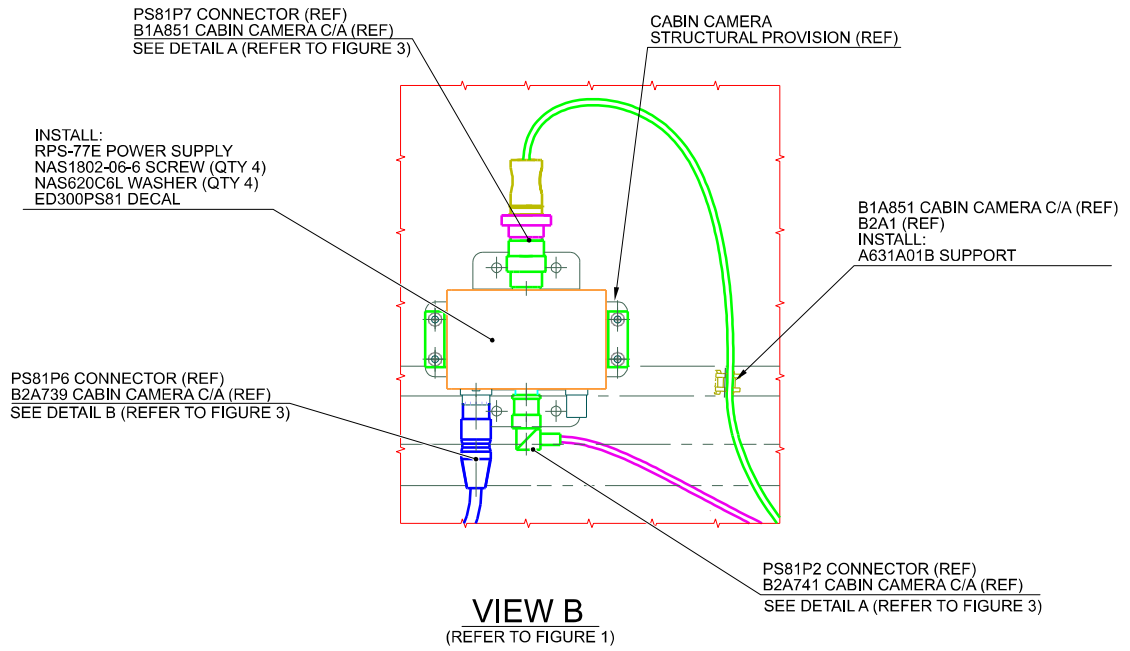 PS81P7 CONNECTOR (REF)
B1A851 CABIN CAMERA C/A (REF)
SEE DETAIL A (REFER TO FIGURE 3)
CABIN CAMERA
STRUCTURAL PROVISION (REF)
INSTALL:
RPS-77E POWER SUPPLY
NAS1802-06-6 SCREW (QTY 4)
NAS620C6L WASHER (QTY 4)
ED300PS81 DECAL
B1A851 CABIN CAMERA C/A (REF)
B2A1 (REF)
INSTALL:
A631A01B SUPPORT
PS81P6 CONNECTOR (REF)
B2A739 CABIN CAMERA C/A (REF)
SEE DETAIL B (REFER TO FIGURE 3)
PS81P2 CONNECTOR (REF)
B2A741 CABIN CAMERA C/A (REF)
SEE DETAIL A (REFER TO FIGURE 3)
VIEW B
(REFER TO FIGURE 1)